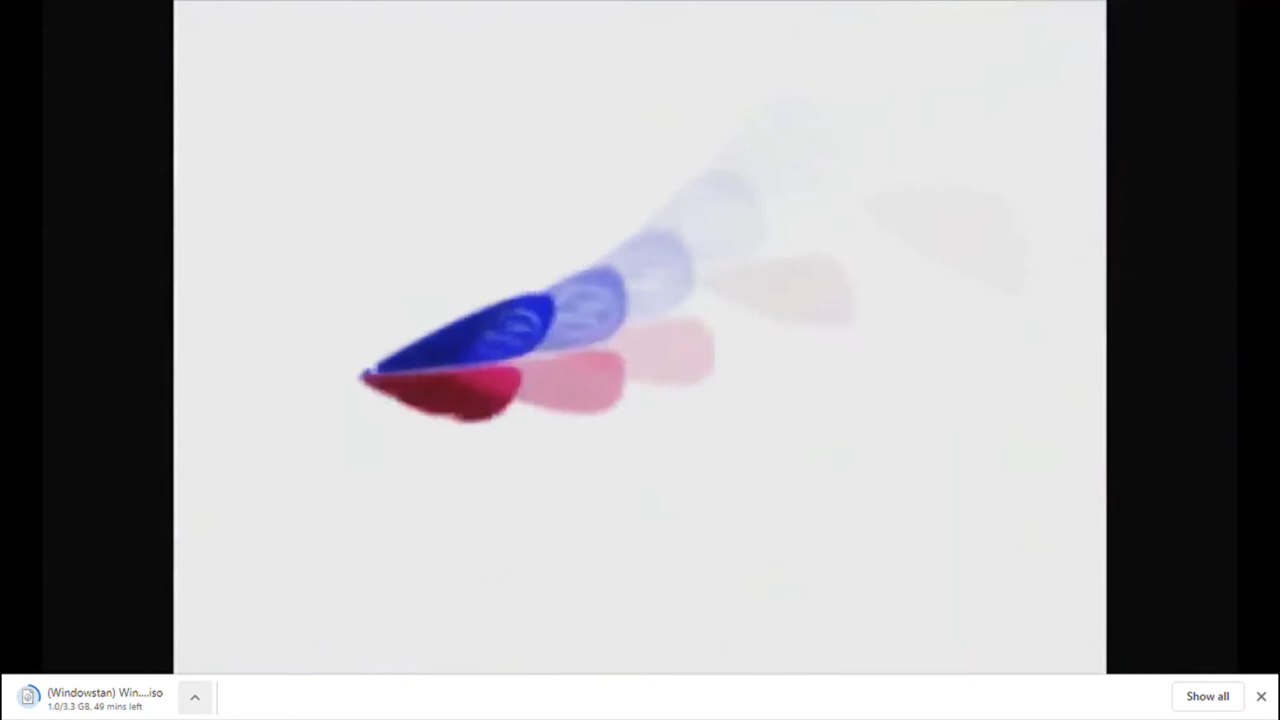 (Windowstan) Win....iso
1.0/3.3 GB, 49 mins left
Show all